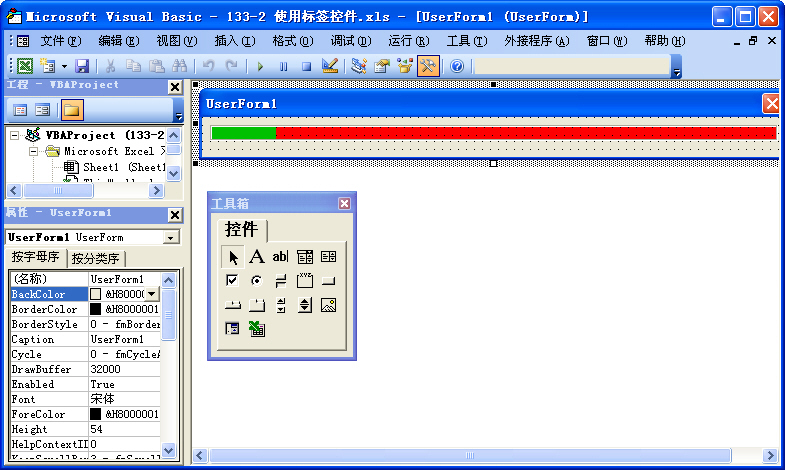 Microsoft Visual Basic - 133-2 使用标签控件.xls - [UserForm1 (UserForm)]
文件(F) 编辑(E) 视图(V) 插入(I) 格式(O) 调试(D) 运行(R) 工具(T) 外接程序(A) 窗口(W) 帮助(H)
工程 - VBAProject
VBAProject (133-2
Microsoft Excel
Sheet1 (Sheet1
属性 - UserForm1
UserForm1 UserForm
按字母序 按分类序
(名称) UserForm1
BackColor &H8000(
BorderColor &H8000001
BorderStyle 0 - fmBorder
Caption UserForm1
Cycle 0 - fmCycleA
DrawBuffer 32000
Enabled True
Font 宋体
ForeColor &H8000001
Height 54
HelpContextID 0
UserForm1
工具箱
控件
A ab|
xyz